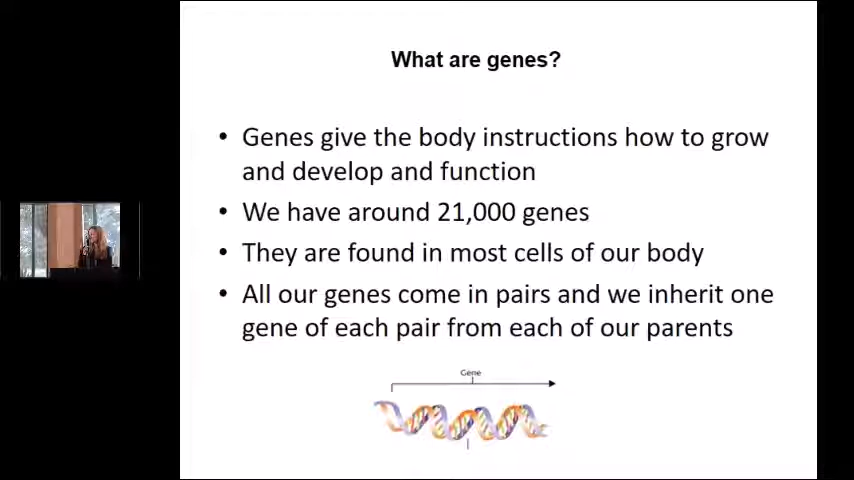 What are genes?
• Genes give the body instructions how to grow
and develop and function
• We have around 21,000 genes
• They are found in most cells of our body
• All our genes come in pairs and we inherit one
gene of each pair from each of our parents
Gene